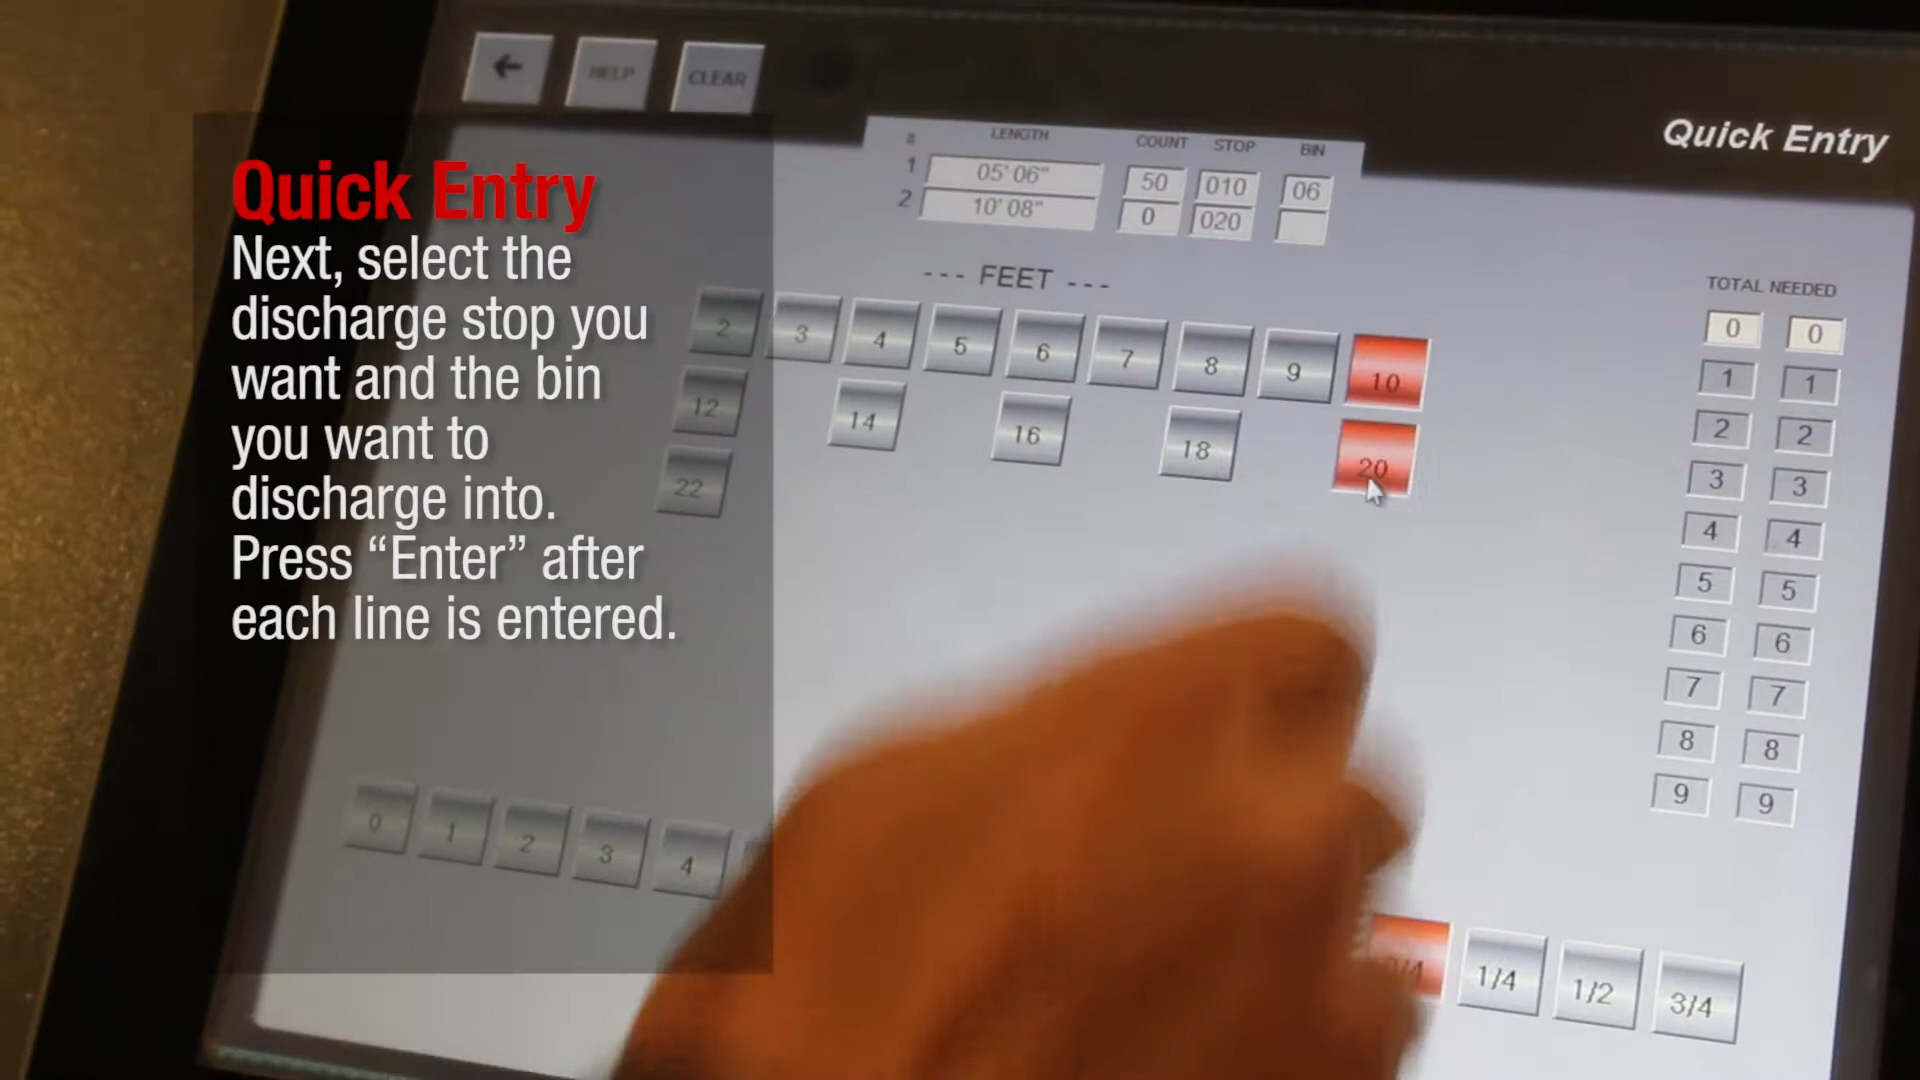 HELP
CLEAR
Quick Entry
# LENGTH COUNT STOP BIN
1 05' 06" 50 010 06
2 10' 08" 0 020
Quick Entry
Next, select the
discharge stop you
want and the bin
you want to
discharge into.
Press “Enter” after
each line is entered.
--- FEET ---
2 3 4 5 6 7 8 9 10
12 14 16 18 20
22
TOTAL NEEDED
0 0
1 1
2 2
3 3
4 4
5 5
6 6
7 7
8 8
9 9
0 1 2 3 4
0/4 1/4 1/2 3/4